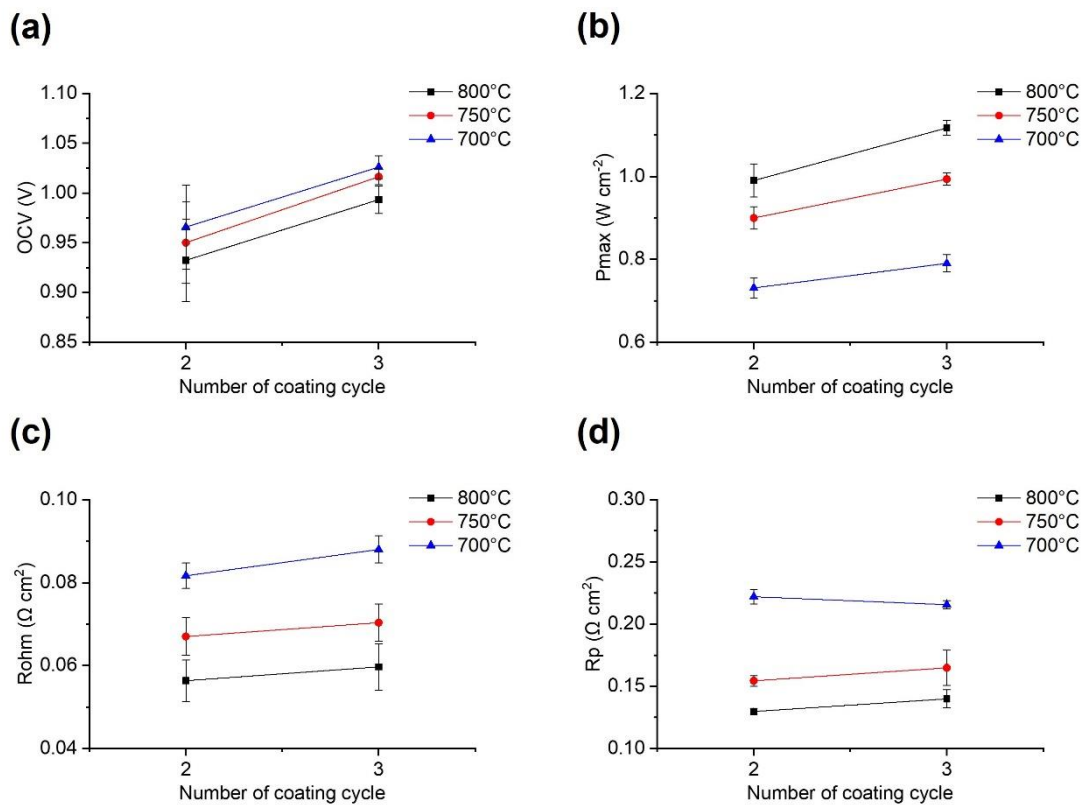 (a)
800°C
750°C
700°C
1.10
1.05
1.00
0.95
0.90
0.85
OCV (V)
2
3
Number of coating cycle
(b)
800°C
750°C
700°C
1.2
1.0
0.8
0.6
Pmax (W cm⁻²)
2
3
Number of coating cycle
(c)
800°C
750°C
700°C
0.10
0.08
0.06
0.04
Rohm (Ω cm²)
2
3
Number of coating cycle
(d)
800°C
750°C
700°C
0.30
0.25
0.20
0.15
0.10
Rp (Ω cm²)
2
3
Number of coating cycle